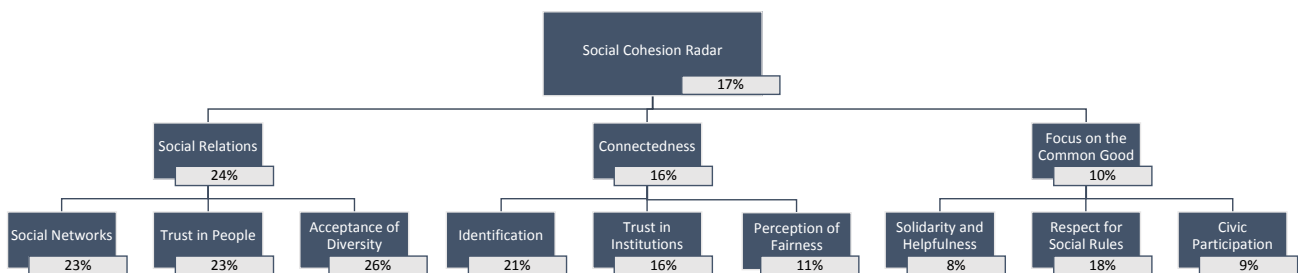 Social Cohesion Radar
17%
Social Relations
24%
Connectedness
16%
Focus on the
Common Good
10%
Social Networks
23%
Trust in People
23%
Acceptance of
Diversity
26%
Identification
21%
Trust in
Institutions
16%
Perception of
Fairness
11%
Solidarity and
Helpfulness
8%
Respect for
Social Rules
18%
Civic
Participation
9%